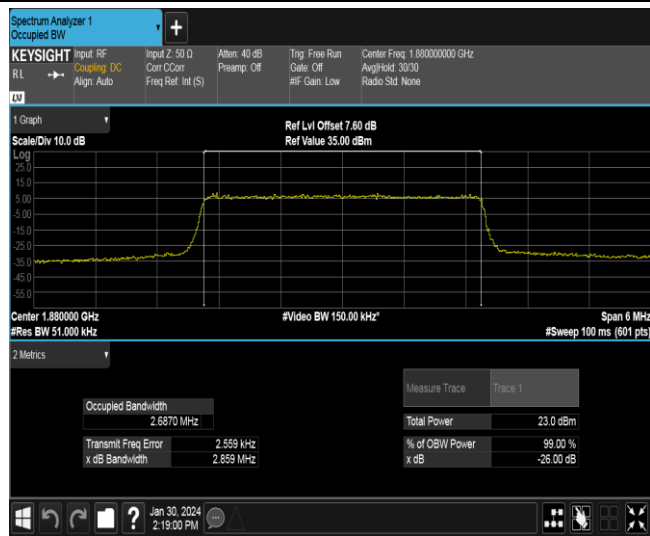 Spectrum Analyzer 1
Occupied BW
+
KEYSIGHT Input: RF Input Z: 50 Ω Atten: 40 dB Trig: Free Run Center Freq: 1.880000000 GHz
RL Coupling: DC Corr CCorr Preamp: Off Gate: Off Avg|Hold: 30/30
Align: Auto Freq Ref: Int (S) #IF Gain: Low Radio Std: None
LXI
1 Graph
Ref Lvl Offset 7.60 dB
Scale/Div 10.0 dB Ref Value 35.00 dBm
Log
25.0
15.0
5.00
-5.00
-15.0
-25.0
-35.0
-45.0
-55.0
Center 1.88000 GHz #Video BW 150.00 kHz* Span 6 MHz
#Res BW 51.000 kHz #Sweep 100 ms (601 pts)
2 Metrics
Measure Trace Trace 1
Occupied Bandwidth
2.6870 MHz Total Power 23.0 dBm
Transmit Freq Error 2.559 kHz % of OBW Power 99.00 %
x dB Bandwidth 2.859 MHz x dB -26.00 dB
? Jan 30, 2024
2:19:00 PM